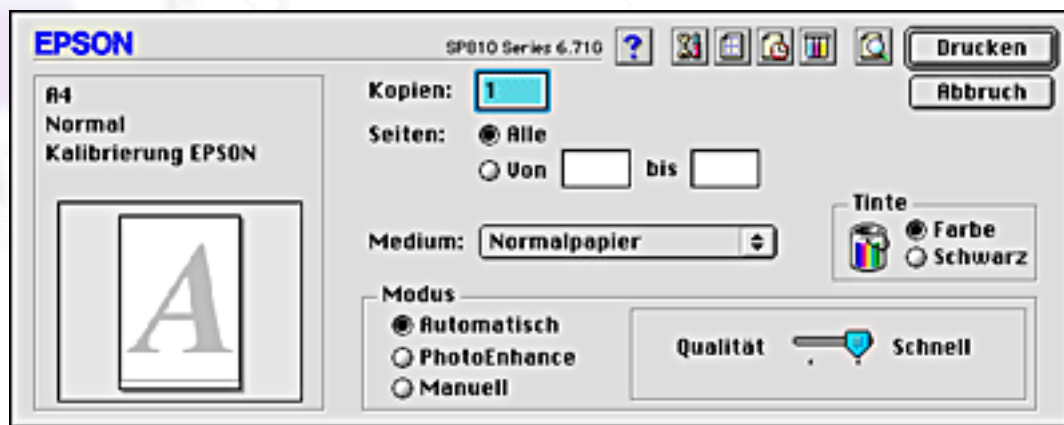 EPSON
SP810 Series 6.71G
?
Drucken
Abbruch
A4
Normal
Kalibrierung EPSON
A
Kopien: 1
Seiten: Alle
Von bis
Medium: Normalpapier
Tinte
Farbe
Schwarz
Modus
Automatisch
PhotoEnhance
Manuell
Qualität Schnell